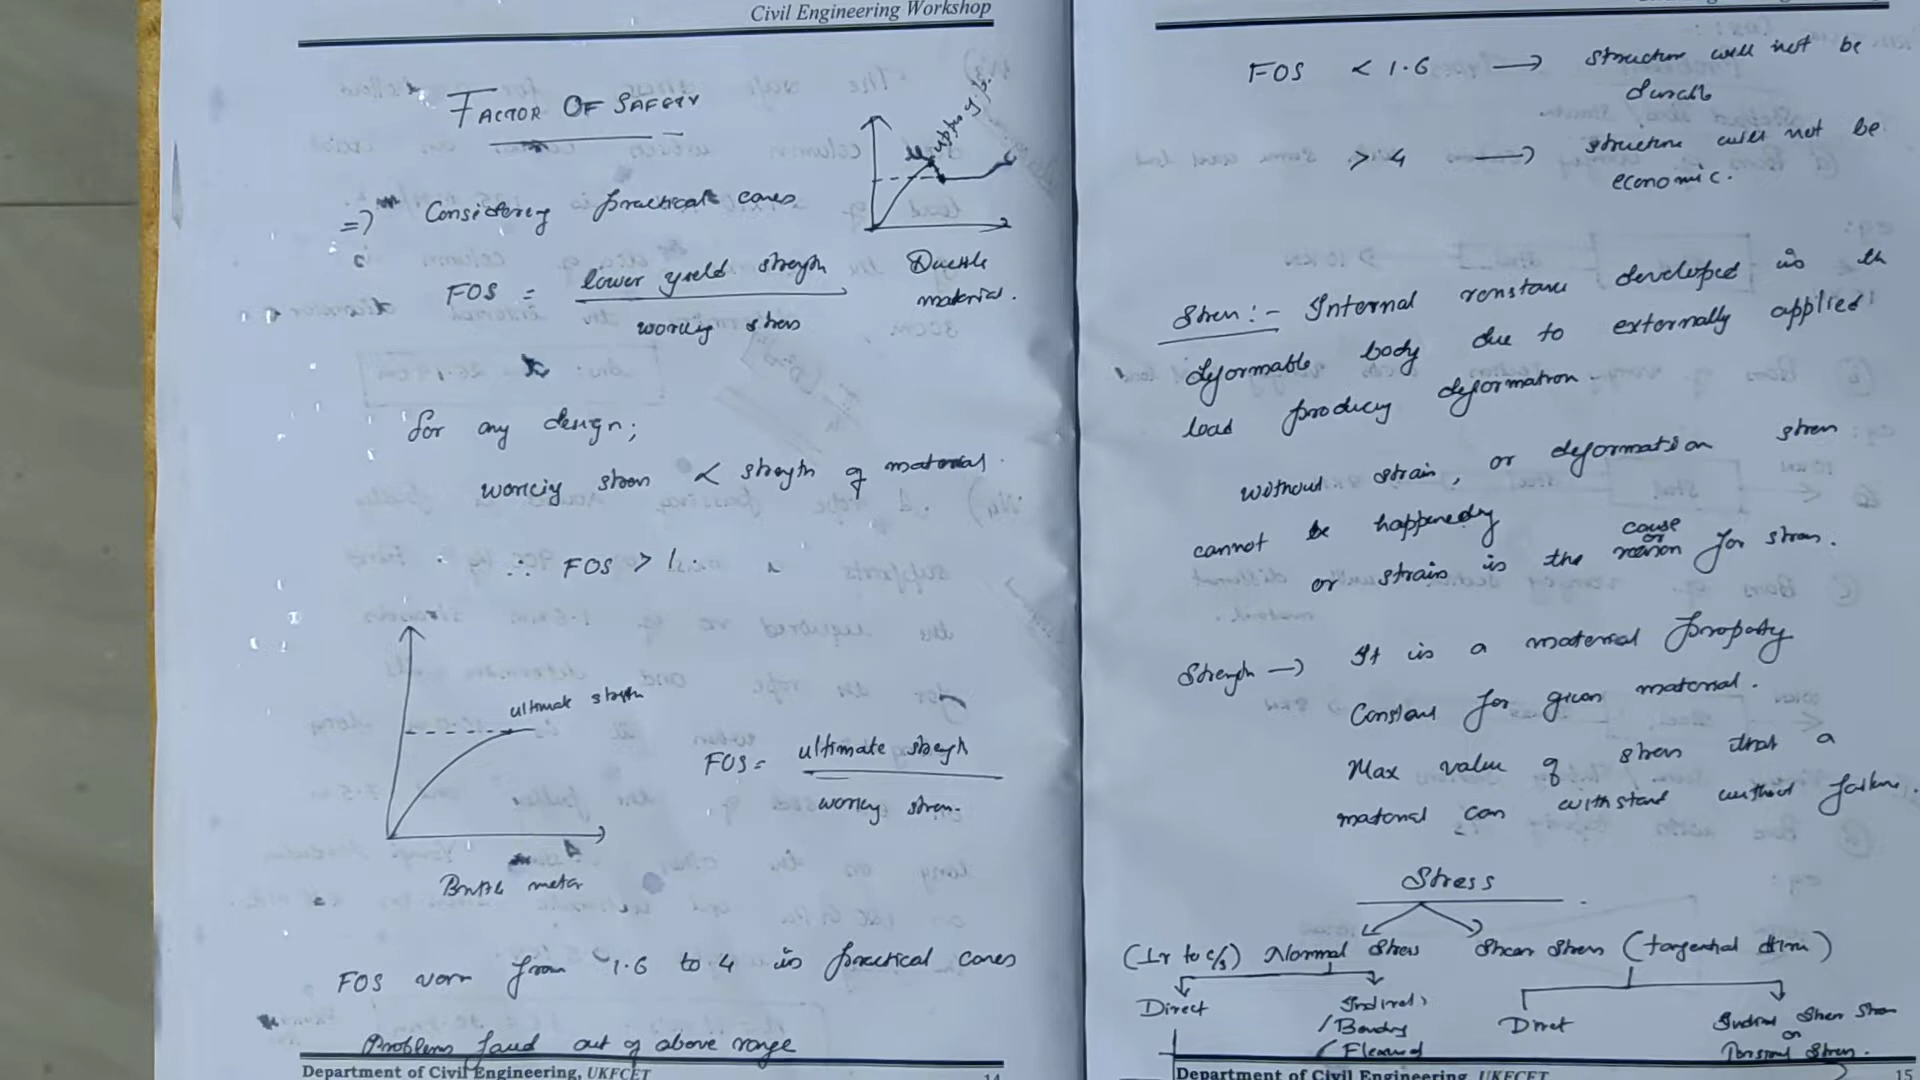 Civil Engineering Workshop
FACTOR OF SAFETY
=> Considering practical cases
FOS = lower yield strength
working stress
Ductile
material.
for any design;
working stress < strength of material.
∴ FOS > 1.
ultimate strength
FOS = ultimate strength
working stress.
Brittle
FOS vary from 1.6 to 4 in practical cases
Problems faced out of above range
Department of Civil Engineering, UKFCET
14
FOS < 1.6 → structure will not be
durable
> 4 → structure will not be
economic.
Stress :- Internal resistance developed in the
deformable body due to externally applied
load producing deformation.
without strain, or deformation stress
cannot be happened
cause
or strain is the or reason for stress.
Strength → It is a material property
Constant for given material.
Max value of stress that a
material can withstand without failure.
Stress
(⊥r to c/s) Normal Stress Shear Stress (tangential)
Direct Indirect
/ Bending
/ Flexural
Direct
Shear Stress
or
Torsional Stress.
Department of Civil Engineering, UKFCET
15